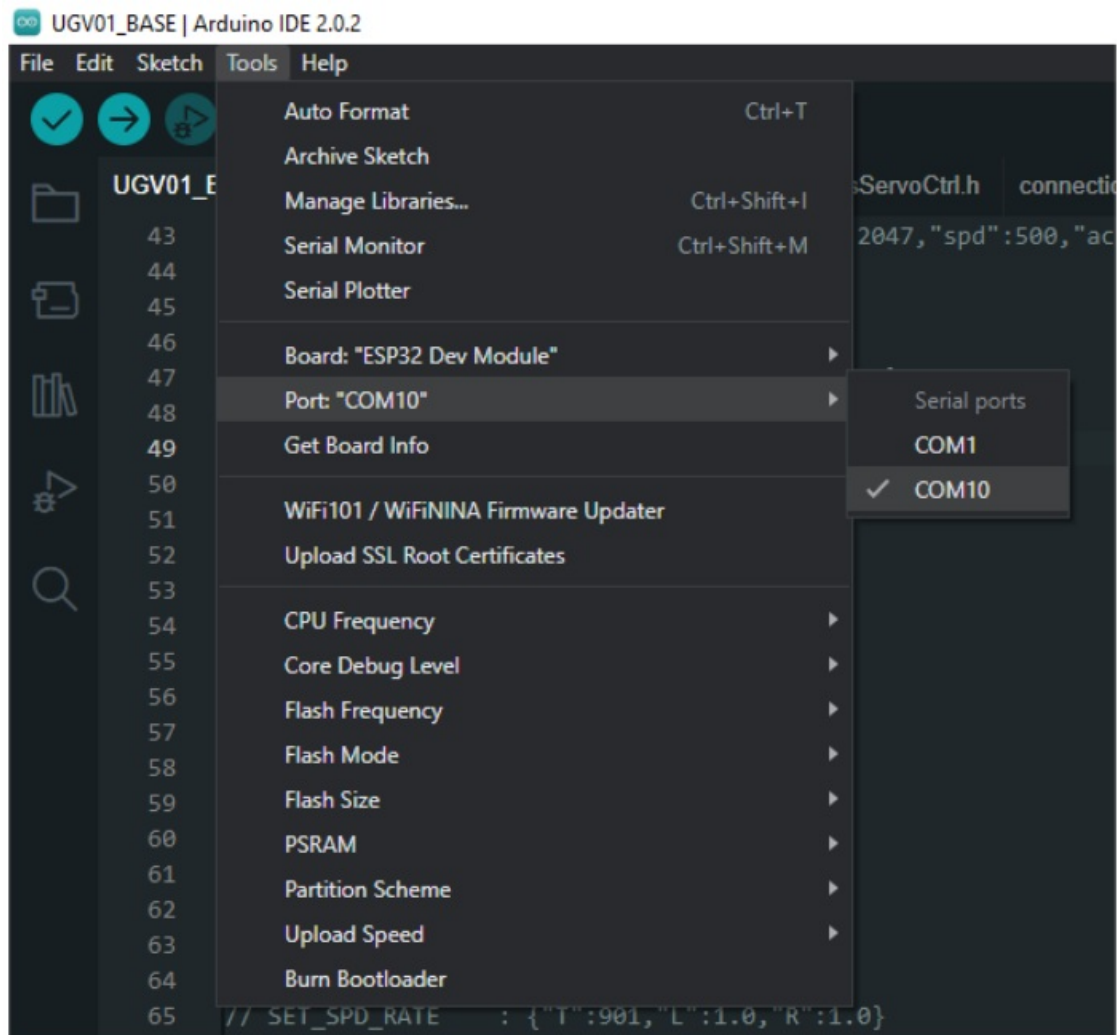 UGV01_BASE | Arduino IDE 2.0.2
File Edit Sketch Tools Help
Auto Format Ctrl+T
Archive Sketch
UGV01_B sServoCtrl.h connectio
Manage Libraries... Ctrl+Shift+I
43 2047,"spd":500,"ac
Serial Monitor Ctrl+Shift+M
44
Serial Plotter
45
46
Board: "ESP32 Dev Module"
47
Port: "COM10" Serial ports
48
Get Board Info COM1
49
50 COM10
WiFi101 / WiFiNINA Firmware Updater
51
Upload SSL Root Certificates
52
53
CPU Frequency
54
Core Debug Level
55
Flash Frequency
56
57
Flash Mode
58
Flash Size
59
PSRAM
60
61
Partition Scheme
62
Upload Speed
63
Burn Bootloader
64
65 // SET_SPD_RATE : {"T":901,"L":1.0,"R":1.0}